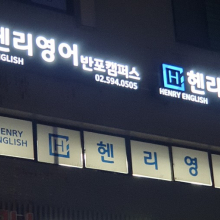 헨리영어 반포캠퍼스
ENGLISH
02.594.0505
H 헨리
HENRY ENGLISH
HENRY
ENGLISH
H 헨 리 영